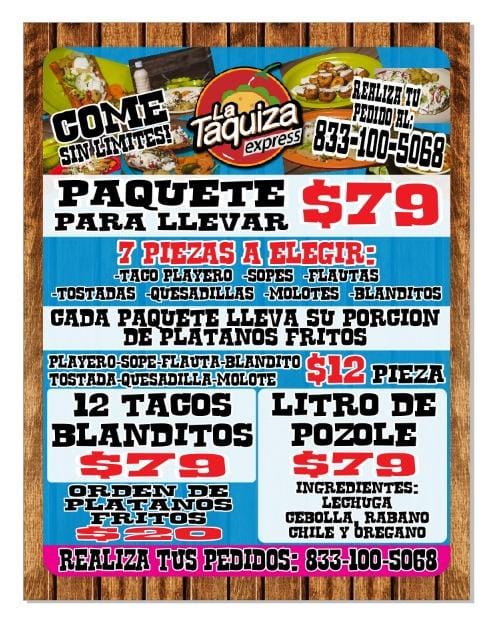 COME
SIN LIMITES!
La
Taquiza
express
REALIZA TU
PEDIDO AL:
833-100-5068
PAQUETE
PARA LLEVAR
$79
7 PIEZAS A ELEGIR:
-TACO PLAYERO -SOPES -FLAUTAS
-TOSTADAS -QUESADILLAS -MOLOTES -BLANDITOS
CADA PAQUETE LLEVA SU PORCION
DE PLATANOS FRITOS
PLAYERO-SOPE-FLAUTA-BLANDITO
TOSTADA-QUESADILLA-MOLOTE
$12 PIEZA
12 TACOS
BLANDITOS
$79
ORDEN DE
PLATANOS
FRITOS
$20
LITRO DE
POZOLE
$79
INGREDIENTES:
LECHUGA
CEBOLLA, RABANO
CHILE Y OREGANO
REALIZA TUS PEDIDOS: 833-100-5068